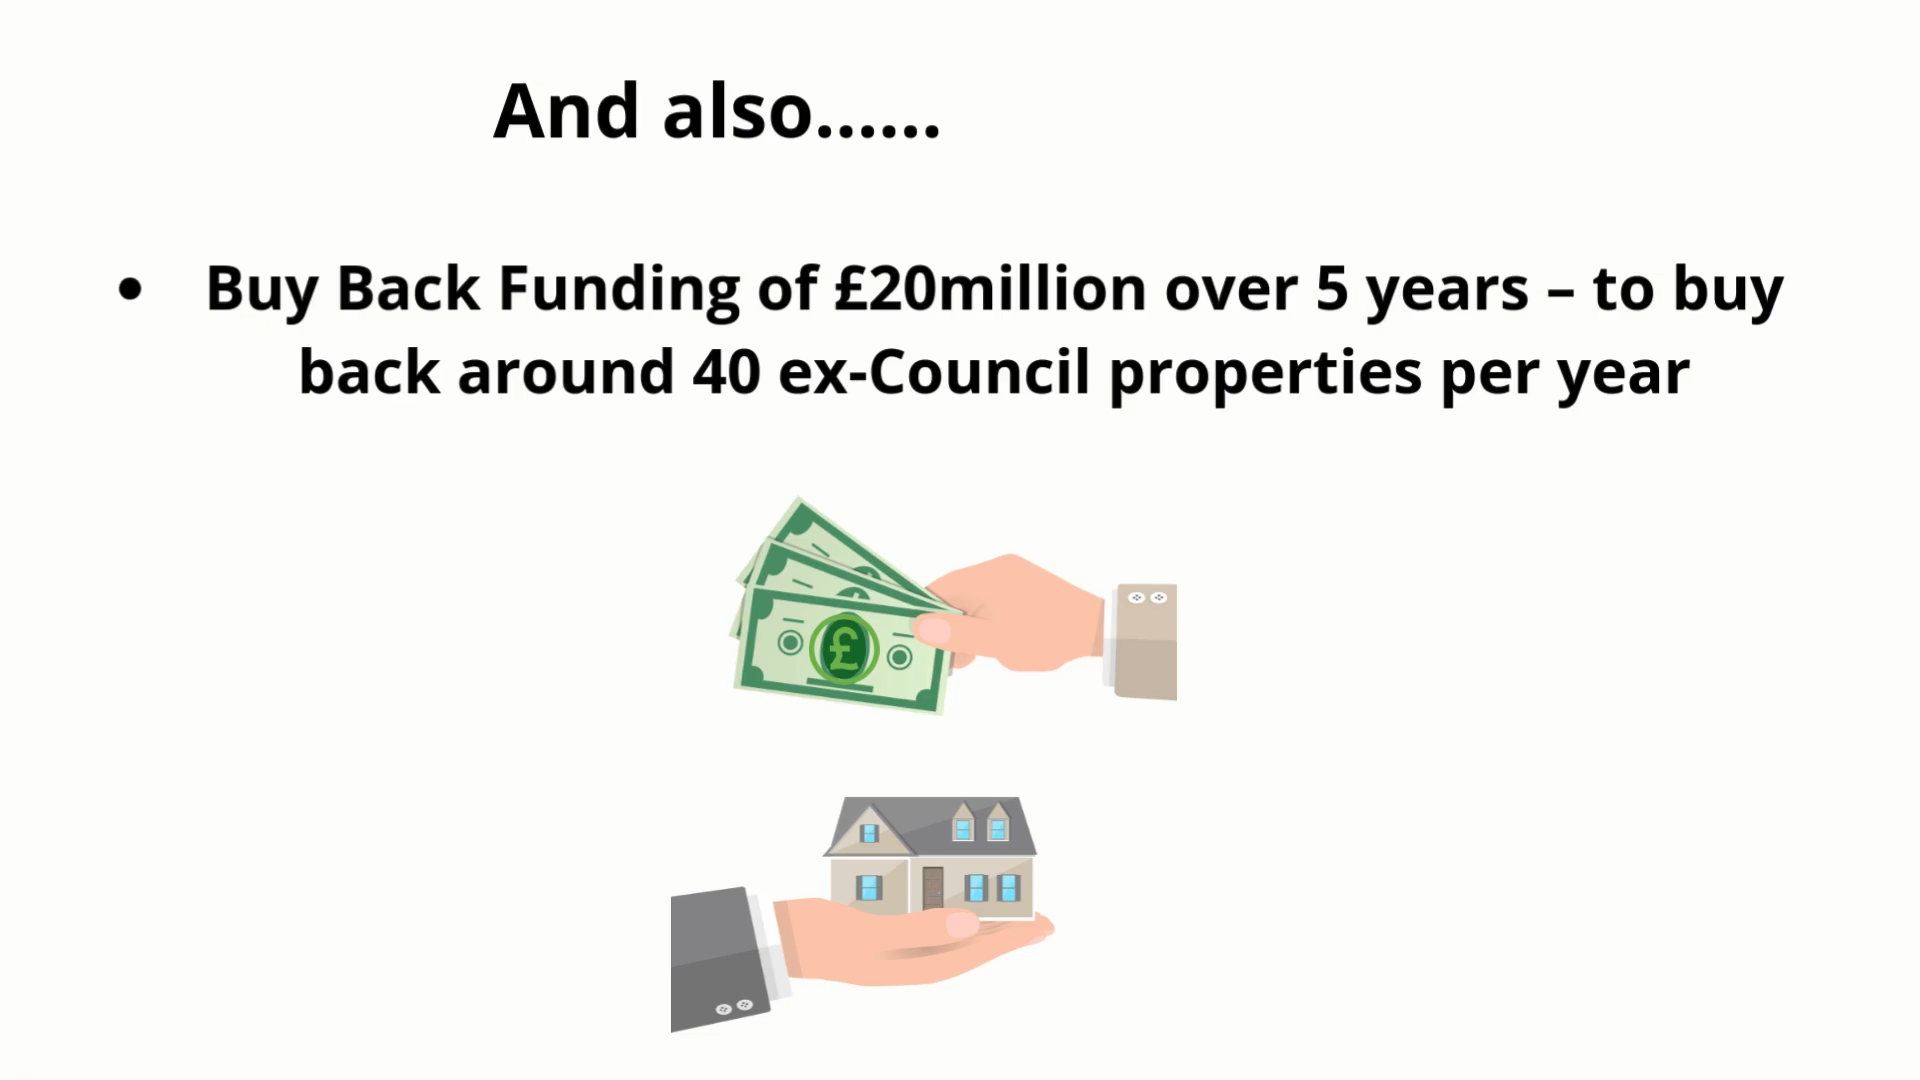 And also......
• Buy Back Funding of £20million over 5 years – to buy
back around 40 ex-Council properties per year
£